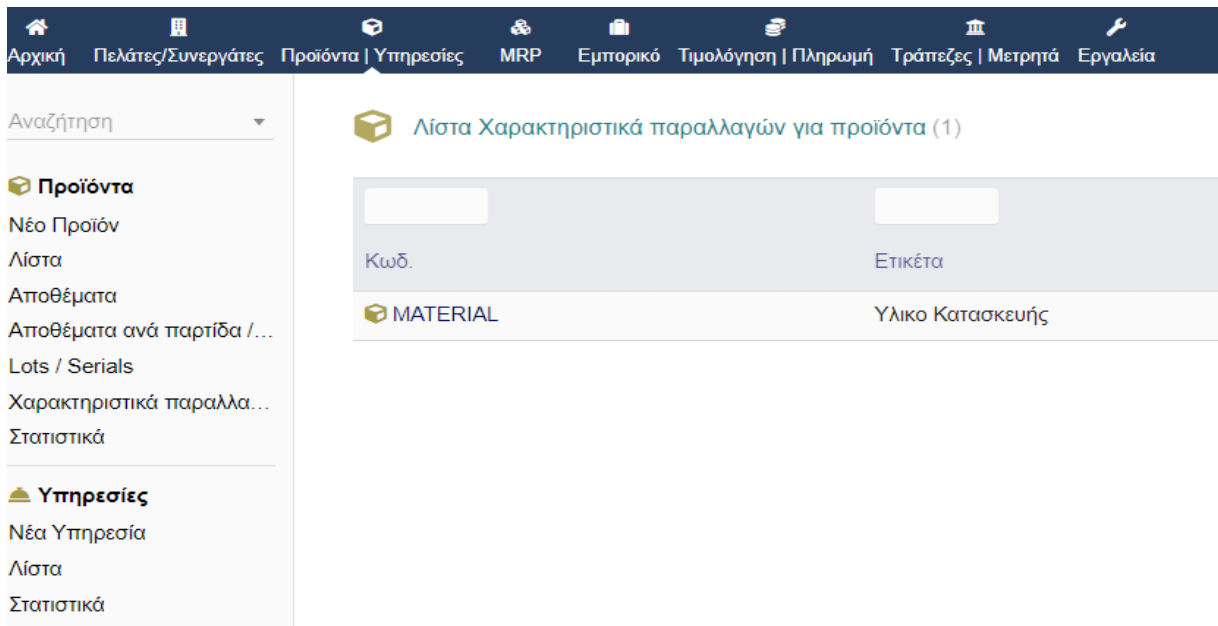 Αρχική Πελάτες/Συνεργάτες Προϊόντα | Υπηρεσίες MRP Εμπορικό Τιμολόγηση | Πληρωμή Τράπεζες | Μετρητά Εργαλεία
Αναζήτηση
Προϊόντα
Νέο Προϊόν
Λίστα
Αποθέματα
Αποθέματα ανά παρτίδα /...
Lots / Serials
Χαρακτηριστικά παραλλα...
Στατιστικά
Υπηρεσίες
Νέα Υπηρεσία
Λίστα
Στατιστικά
Λίστα Χαρακτηριστικά παραλλαγών για προϊόντα (1)
Κωδ. Ετικέτα
MATERIAL Υλικο Κατασκευής